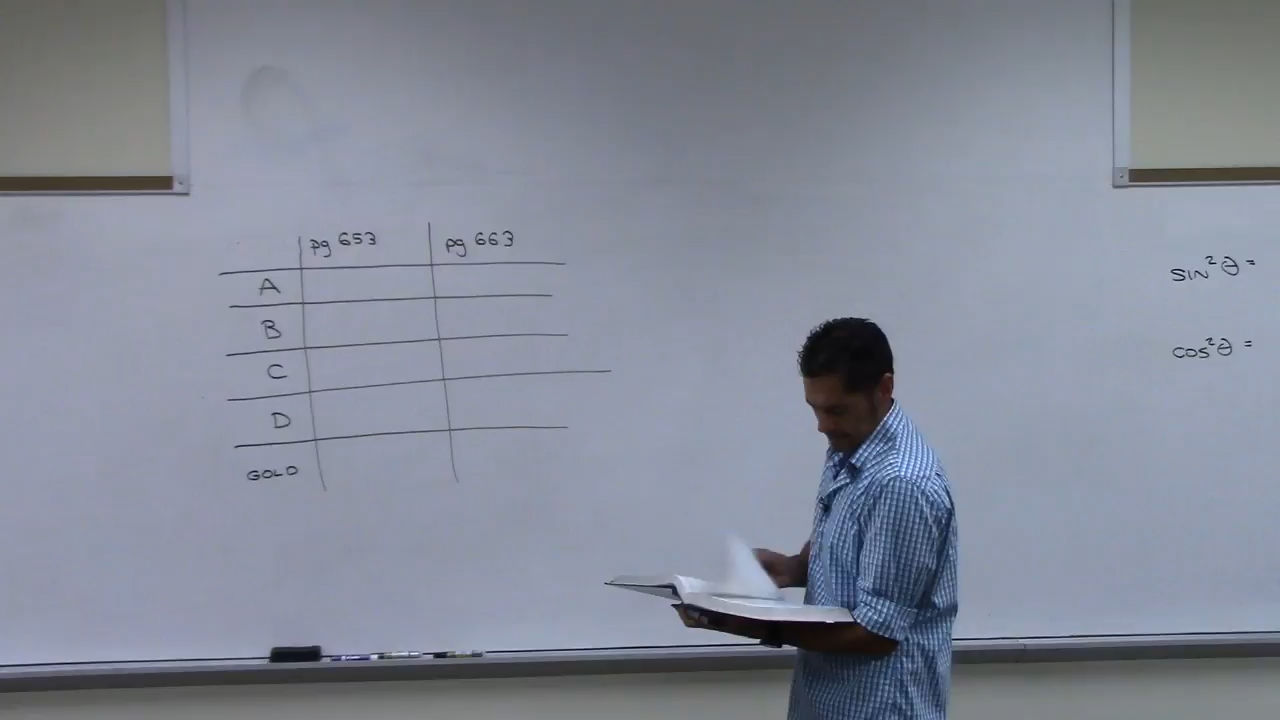 pg 653 pg 663
A
B
C
D
GOLD
SIN²θ =
COS²θ =